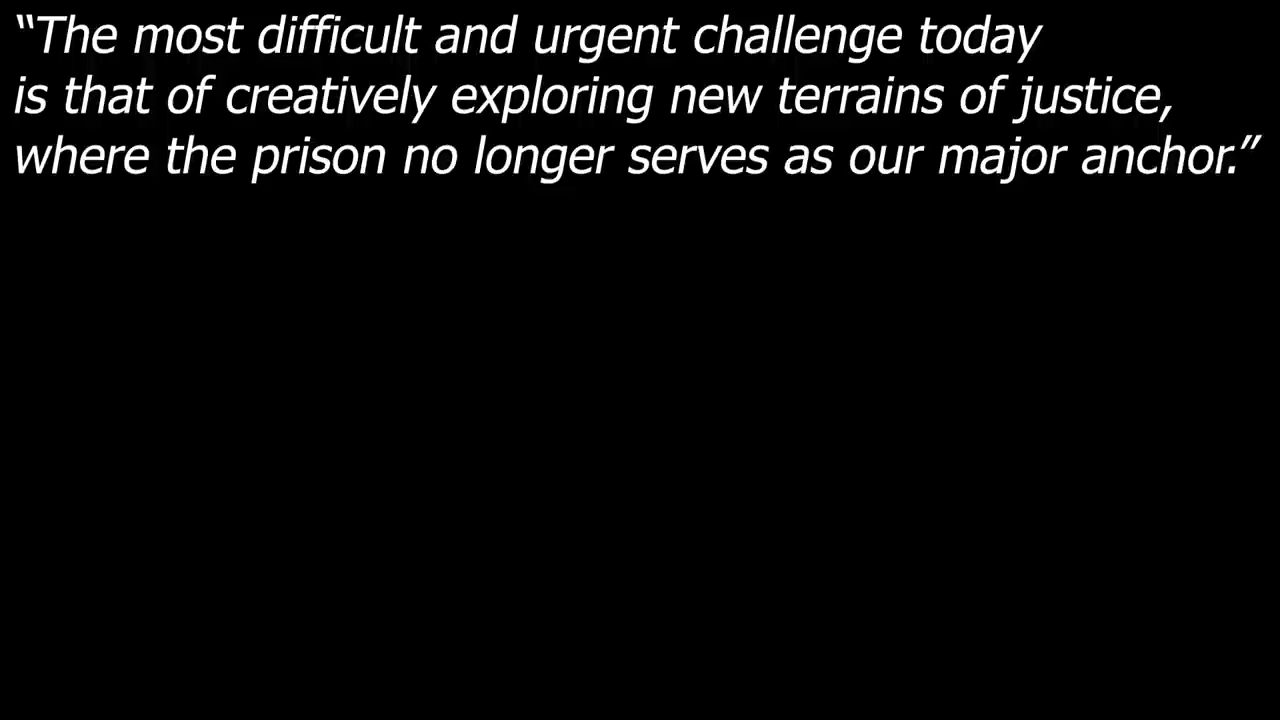 “The most difficult and urgent challenge today
is that of creatively exploring new terrains of justice,
where the prison no longer serves as our major anchor.”